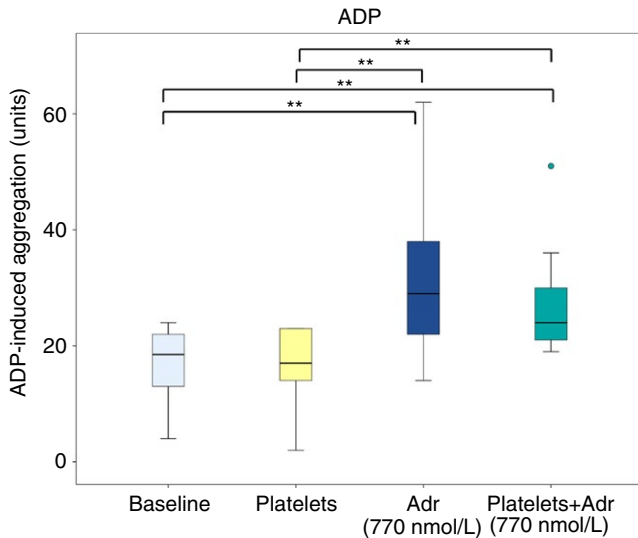 ADP
**
**
**
**
ADP-induced aggregation (units)
60
40
20
0
Baseline
Platelets
Adr
(770 nmol/L)
Platelets+Adr
(770 nmol/L)